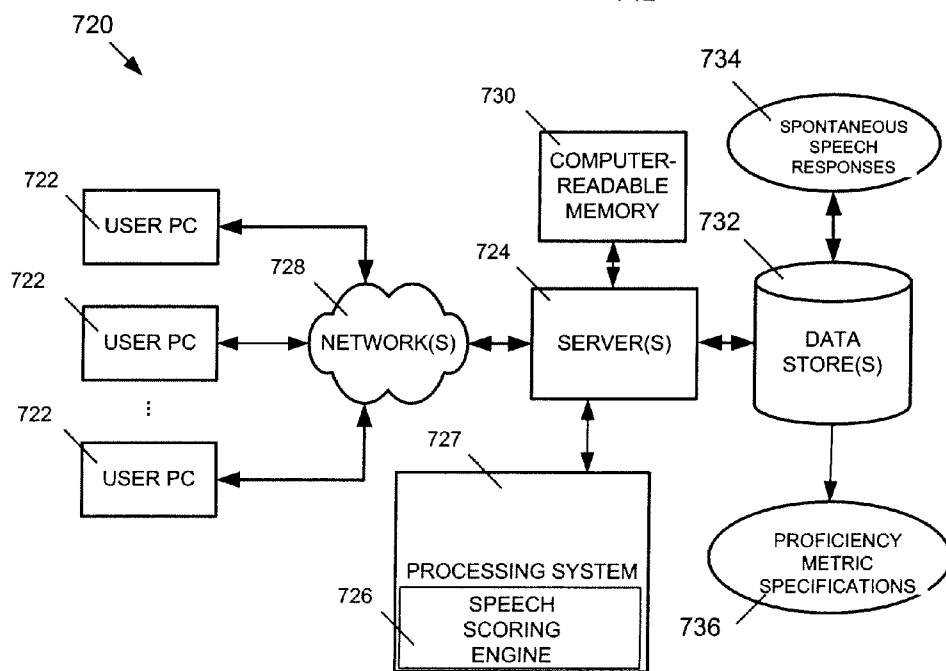 720
734
730
SPONTANEOUS
SPEECH
RESPONSES
COMPUTER-
READABLE
MEMORY
722
USER PC
732
724
728
722
USER PC
NETWORK(S)
SERVER(S)
DATA
STORE(S)
...
722
USER PC
727
PROCESSING SYSTEM
726
SPEECH
SCORING
ENGINE
PROFICIENCY
METRIC
SPECIFICATIONS
736